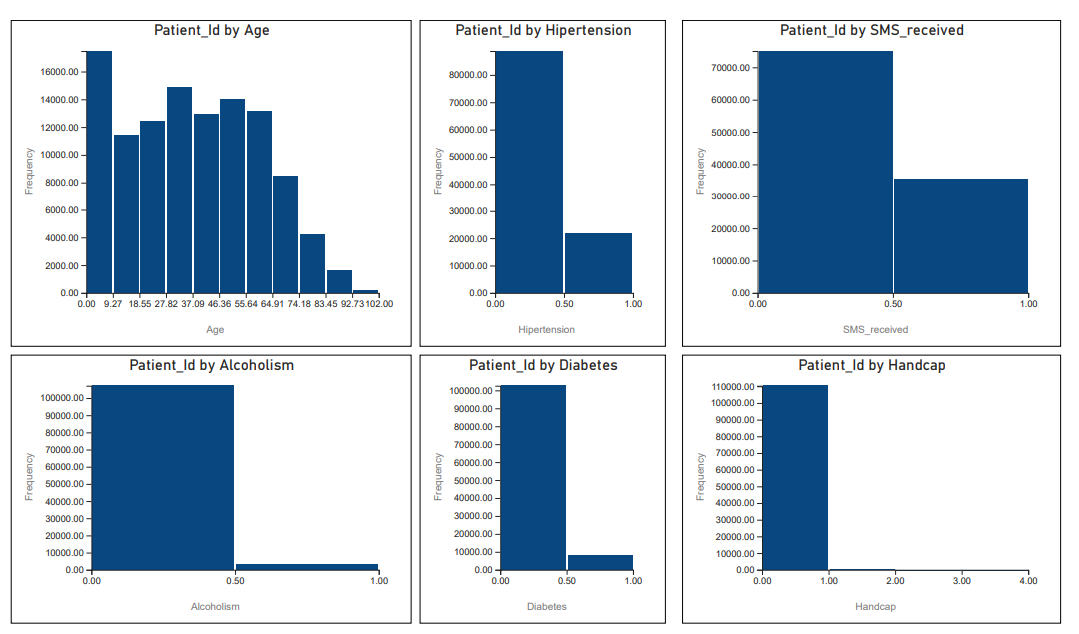 Patient_Id by Age
16000.00
14000.00
12000.00
10000.00
8000.00
6000.00
4000.00
2000.00
0.00
Frequency
0.00 9.27 18.55 27.82 37.09 46.36 55.64 64.91 74.18 83.45 92.73 102.00
Age
Patient_Id by Hipertension
80000.00
70000.00
60000.00
50000.00
40000.00
30000.00
20000.00
10000.00
0.00
Frequency
0.00 0.50 1.00
Hipertension
Patient_Id by SMS_received
70000.00
60000.00
50000.00
40000.00
30000.00
20000.00
10000.00
0.00
Frequency
0.00 0.50 1.00
SMS_received
Patient_Id by Alcoholism
100000.00
90000.00
80000.00
70000.00
60000.00
50000.00
40000.00
30000.00
20000.00
10000.00
0.00
Frequency
0.00 0.50 1.00
Alcoholism
Patient_Id by Diabetes
100000.00
90000.00
80000.00
70000.00
60000.00
50000.00
40000.00
30000.00
20000.00
10000.00
0.00
Frequency
0.00 0.50 1.00
Diabetes
Patient_Id by Handcap
110000.00
100000.00
90000.00
80000.00
70000.00
60000.00
50000.00
40000.00
30000.00
20000.00
10000.00
0.00
Frequency
0.00 1.00 2.00 3.00 4.00
Handcap